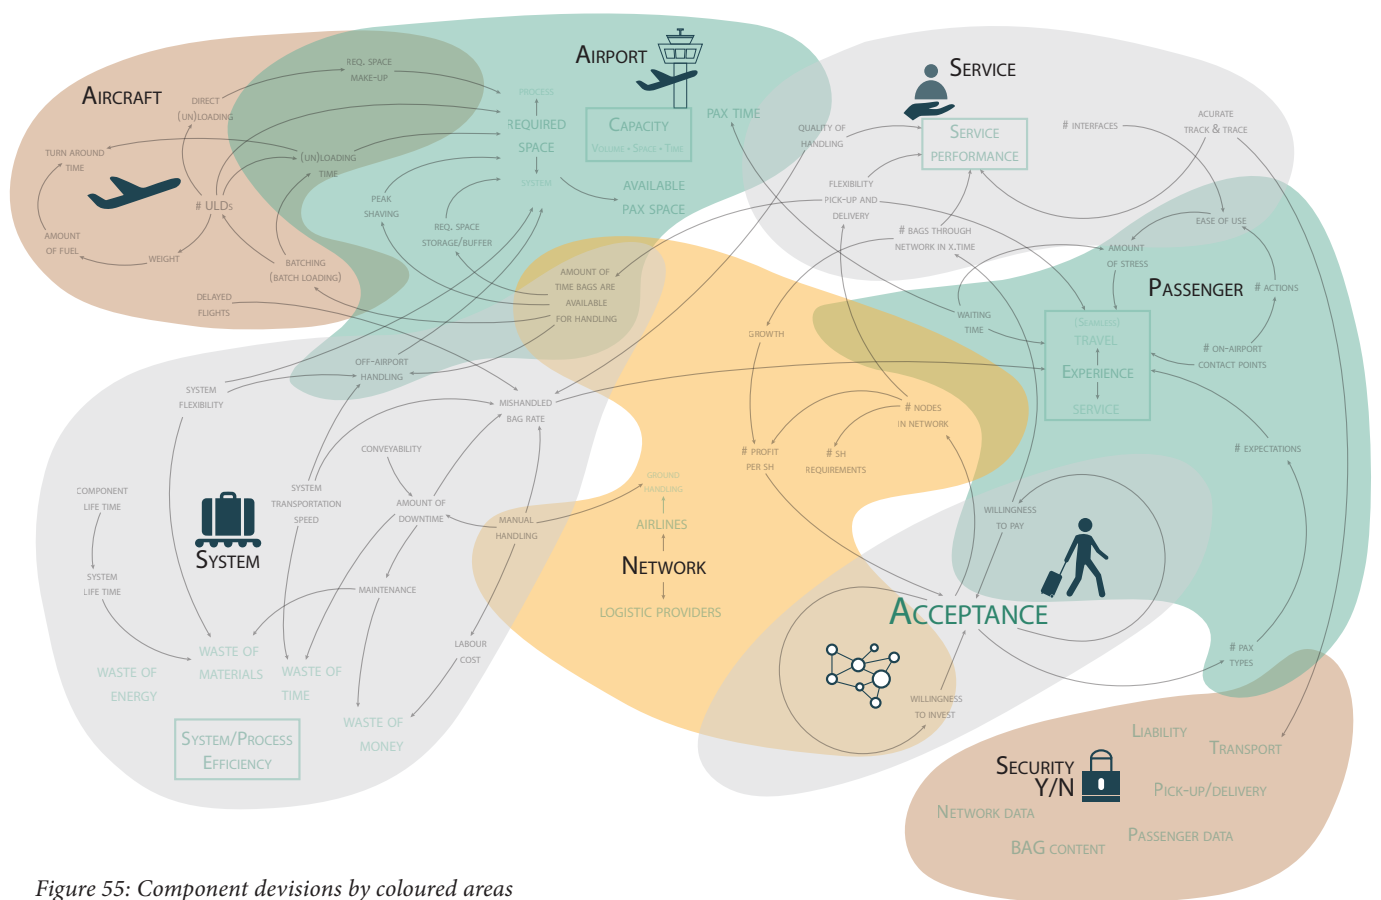 Aircraft
REQ. SPACE
MAKE-UP
DIRECT
(UN)LOADING
TURN AROUND
TIME
(UN)LOADING
TIME
# ULDs
AMOUNT
OF FUEL
WEIGHT
BATCHING
(BATCH LOADING)
DELAYED
FLIGHTS
Airport
PROCESS
REQUIRED
SPACE
SYSTEM
Capacity
Volume • Space • Time
PAX TIME
AVAILABLE
PAX SPACE
PEAK
SHAVING
REQ. SPACE
STORAGE/BUFFER
AMOUNT OF
TIME BAGS ARE
AVAILABLE
FOR HANDLING
OFF-AIRPORT
HANDLING
Service
QUALITY OF
HANDLING
Service
PERFORMANCE
# INTERFACES
ACURATE
TRACK & TRACE
FLEXIBILITY
PICK-UP AND
DELIVERY
# BAGS THROUGH
NETWORK IN X.TIME
EASE OF USE
AMOUNT
OF STRESS
Passenger
# ACTIONS
WAITING
TIME
(Seamless)
TRAVEL
Experience
SERVICE
# ON-AIRPORT
CONTACT POINTS
# EXPECTATIONS
# PAX
TYPES
GROWTH
# NODES
IN NETWORK
# PROFIT
PER SH
# SH
REQUIREMENTS
GROUND
HANDLING
AIRLINES
Network
LOGISTIC PROVIDERS
SYSTEM
FLEXIBILITY
MISHANDLED
BAG RATE
CONVEYABILITY
COMPONENT
LIFE TIME
SYSTEM
TRANSPORTATION
SPEED
AMOUNT OF
DOWNTIME
MANUAL
HANDLING
System
SYSTEM
LIFE TIME
MAINTENANCE
LABOUR
COST
WASTE OF
MATERIALS
WASTE OF
ENERGY
WASTE OF
TIME
WASTE OF
MONEY
System/Process
Efficiency
WILLINGNESS
TO PAY
Acceptance
WILLINGNESS
TO INVEST
Security
Y/N
Liability
Transport
Pick-up/delivery
Network data
Passenger data
BAG content
Figure 55: Component devisions by coloured areas